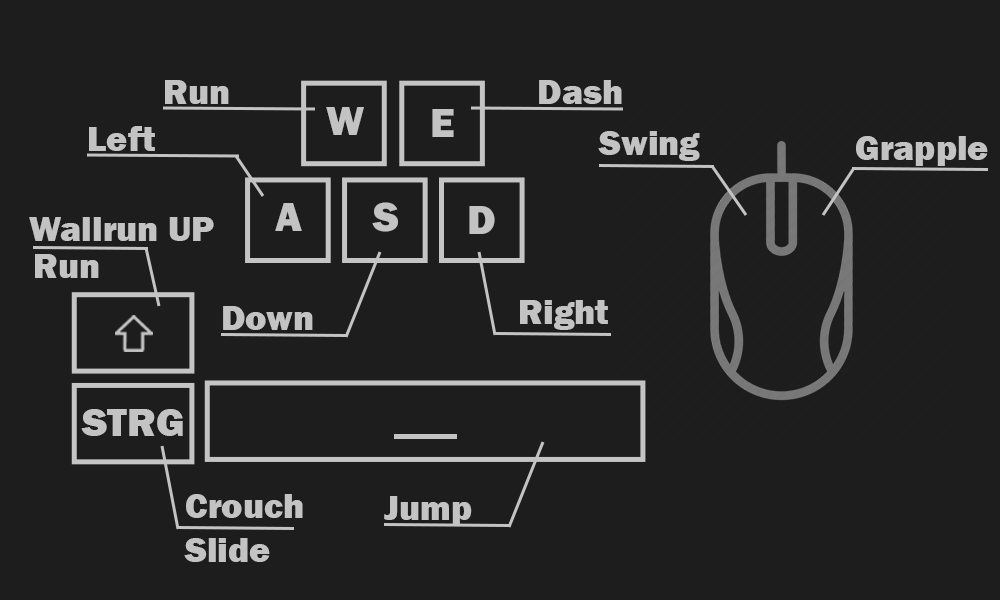 Run
W
E
Dash
Left
Swing
Grapple
A
S
D
Wallrun UP
Run
Down
Right
STRG
Crouch
Slide
Jump